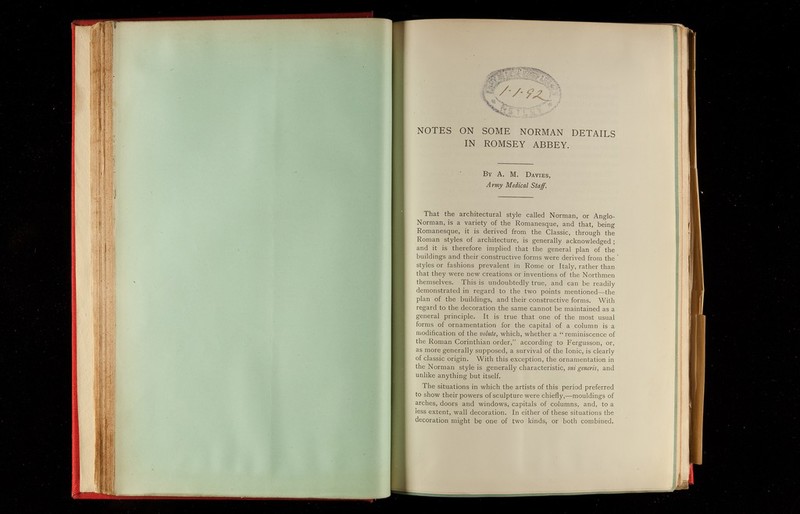 1·1·92
NETLEY
NOTES ON SOME NORMAN DETAILS
IN ROMSEY ABBEY.
By A. M. Davies,
Army Medical Staff.
That the architectural style called Norman, or Anglo-
Norman, is a variety of the Romanesque, and that, being
Romanesque, it is derived from the Classic, through the
Roman styles of architecture, is generally acknowledged;
and it is therefore implied that the general plan of the
buildings and their constructive forms were derived from the
styles or fashions prevalent in Rome or Italy, rather than
that they were new creations or inventions of the Northmen
themselves. This is undoubtedly true, and can be readily
demonstrated in regard to the two points mentioned—the
plan of the buildings, and their constructive forms. With
regard to the decoration the same cannot be maintained as a
general principle. It is true that one of the most usual
forms of ornamentation for the capital of a column is a
modification of the volute, which, whether a "reminiscence of
the Roman Corinthian order," according to Fergusson, or,
as more generally supposed, a survival of the Ionic, is clearly
of classic origin. With this exception, the ornamentation in
the Norman style is generally characteristic, sui generis, and
unlike anything but itself.
The situations in which the artists of this period preferred
to show their powers of sculpture were chiefly,—mouldings of
arches, doors and windows, capitals of columns, and, to a
less extent, wall decoration. In either of these situations the
decoration might be one of two kinds, or both combined.